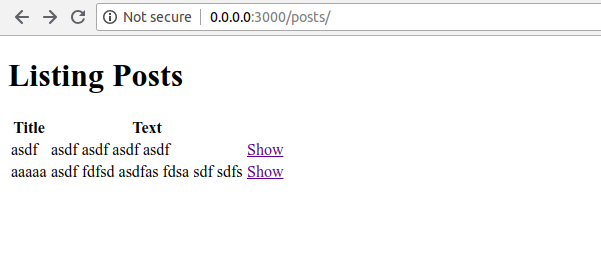 Not secure | 0.0.0.0:3000/posts/
Listing Posts
Title Text
asdf asdf asdf asdf asdf Show
aaaaa asdf fdfsd asdfas fdsa sdf sdfs Show